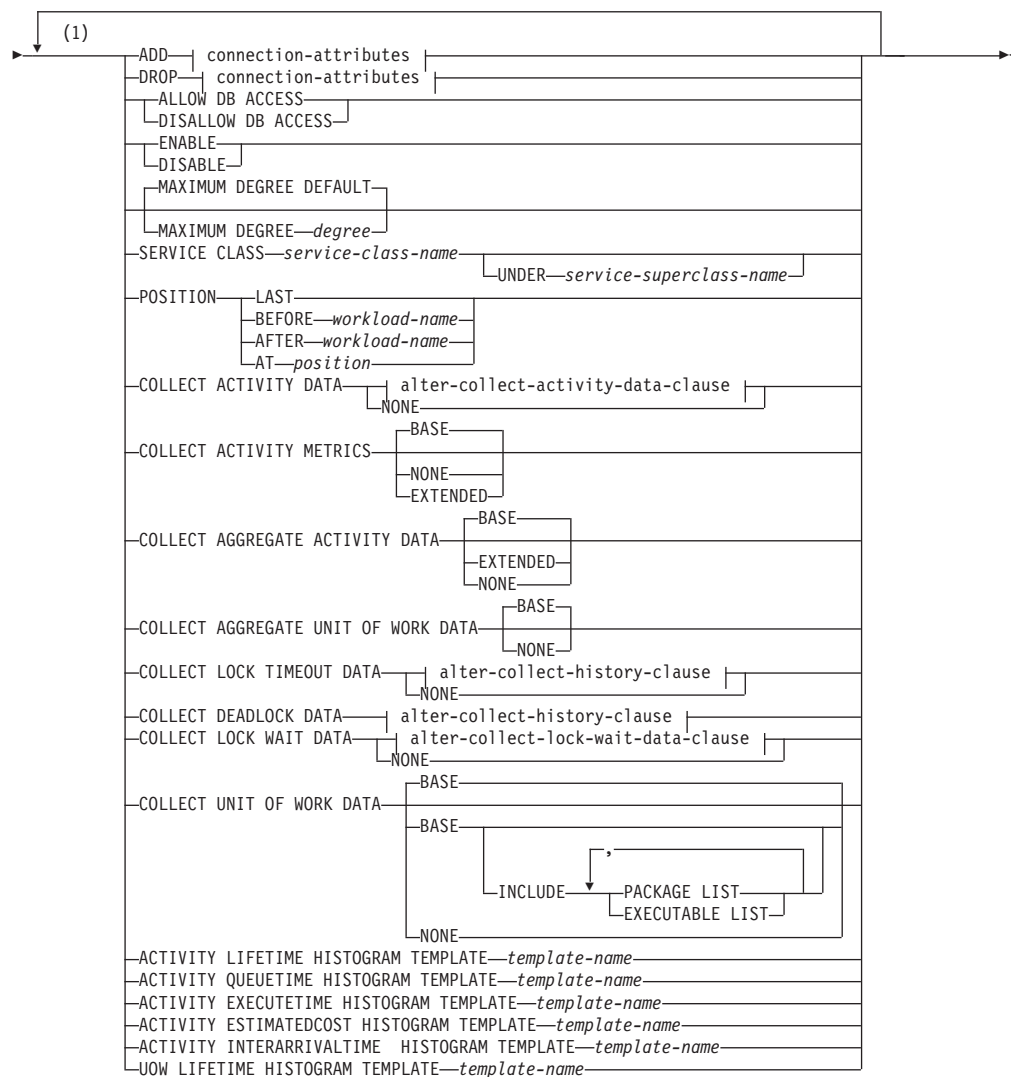 (1)
ADD connection-attributes
DROP connection-attributes
ALLOW DB ACCESS
DISALLOW DB ACCESS
ENABLE
DISABLE
MAXIMUM DEGREE DEFAULT
MAXIMUM DEGREE degree
SERVICE CLASS service-class-name
UNDER service-superclass-name
POSITION LAST
BEFORE workload-name
AFTER workload-name
AT position
COLLECT ACTIVITY DATA alter-collect-activity-data-clause
NONE
BASE
COLLECT ACTIVITY METRICS
NONE
EXTENDED
BASE
COLLECT AGGREGATE ACTIVITY DATA
EXTENDED
NONE
BASE
COLLECT AGGREGATE UNIT OF WORK DATA
NONE
COLLECT LOCK TIMEOUT DATA alter-collect-history-clause
NONE
COLLECT DEADLOCK DATA alter-collect-history-clause
COLLECT LOCK WAIT DATA alter-collect-lock-wait-data-clause
NONE
BASE
COLLECT UNIT OF WORK DATA
BASE
,
INCLUDE PACKAGE LIST
EXECUTABLE LIST
NONE
ACTIVITY LIFETIME HISTOGRAM TEMPLATE template-name
ACTIVITY QUEUETIME HISTOGRAM TEMPLATE template-name
ACTIVITY EXECUTETIME HISTOGRAM TEMPLATE template-name
ACTIVITY ESTIMATEDCOST HISTOGRAM TEMPLATE template-name
ACTIVITY INTERARRIVALTIME HISTOGRAM TEMPLATE template-name
UOW LIFETIME HISTOGRAM TEMPLATE template-name